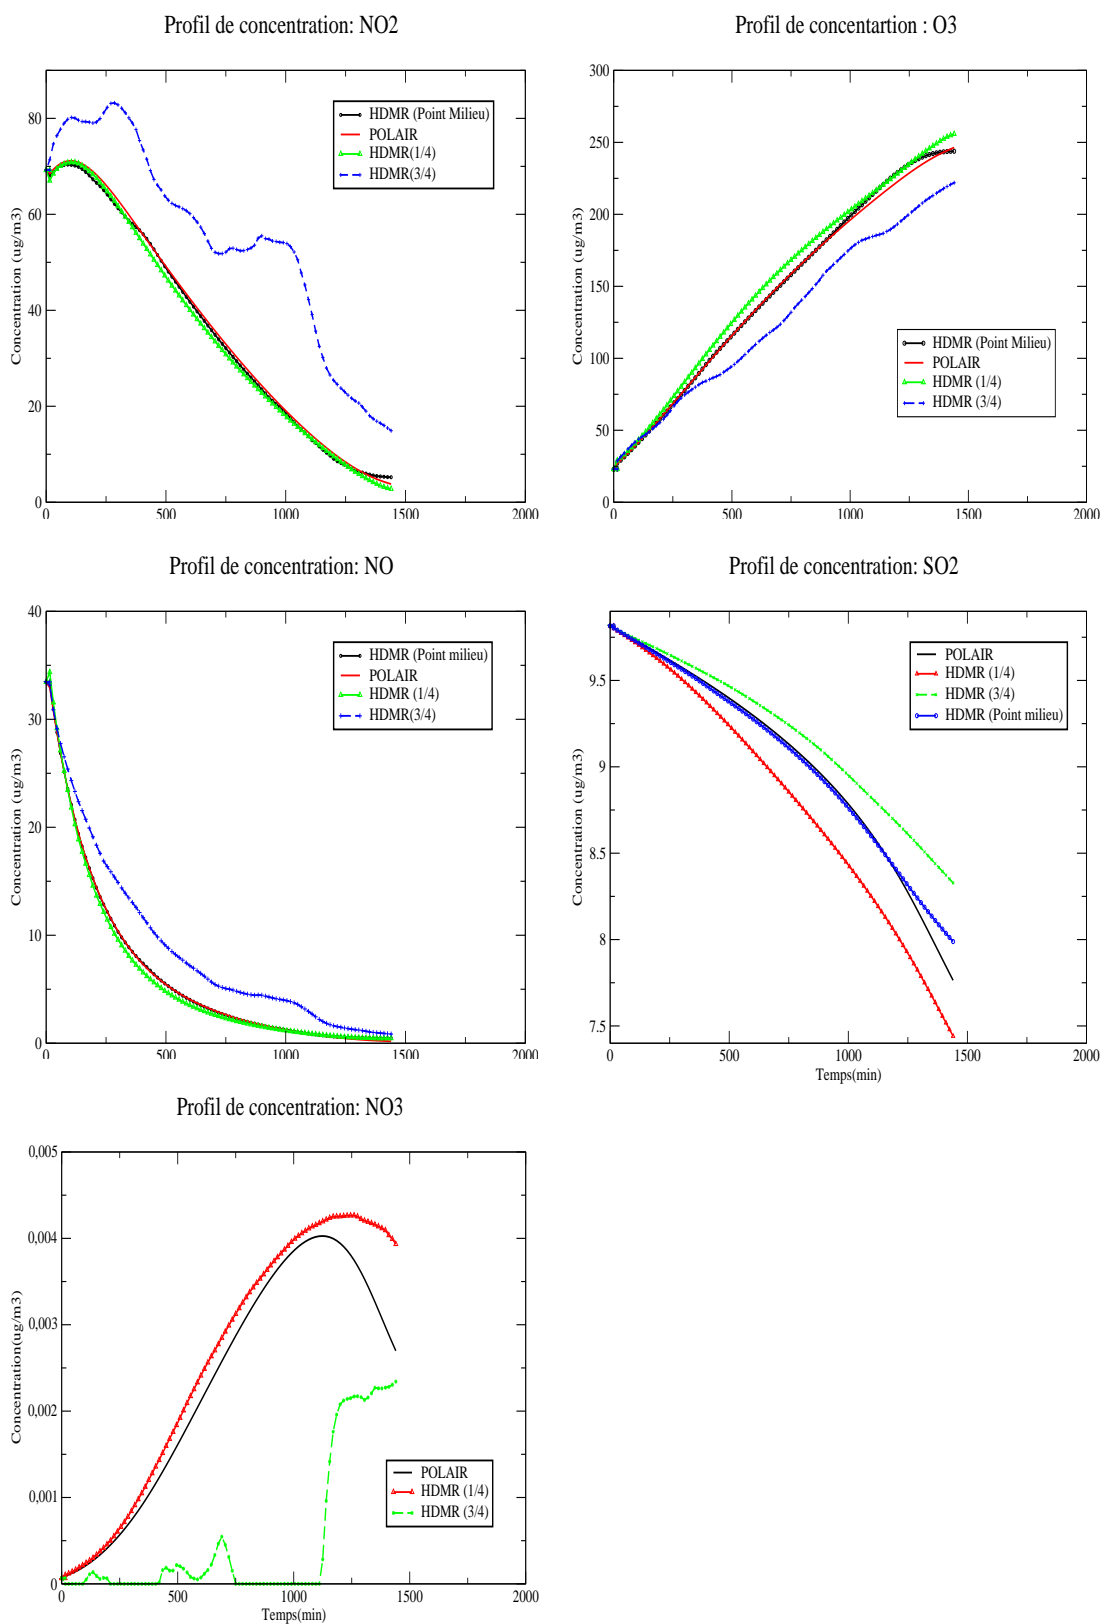 Profil de concentration: NO2
Concentration (ug/m3)
80
60
40
20
0
0
500
1000
1500
2000
HDMR (Point Milieu)
POLAIR
HDMR(1/4)
HDMR(3/4)
Profil de concentartion : O3
Concentration (ug/m3)
300
250
200
150
100
50
0
0
500
1000
1500
2000
HDMR (Point Milieu)
POLAIR
HDMR (1/4)
HDMR (3/4)
Profil de concentration: NO
Concentration (ug/m3)
40
30
20
10
0
0
500
1000
1500
2000
HDMR (Point milieu)
POLAIR
HDMR (1/4)
HDMR(3/4)
Profil de concentration: SO2
Concentration (ug/m3)
9.5
9
8.5
8
7.5
0
500
1000
1500
2000
Temps(min)
POLAIR
HDMR (1/4)
HDMR (3/4)
HDMR (Point milieu)
Profil de concentration: NO3
Concentration(ug/m3)
0,005
0,004
0,003
0,002
0,001
0
0
500
1000
1500
2000
Temps(min)
POLAIR
HDMR (1/4)
HDMR (3/4)